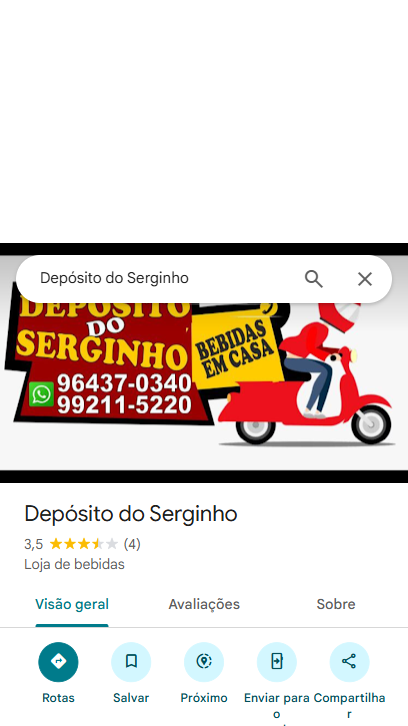 Depósito do Serginho
DEPÓSITO
DO
SERGINHO
96437-0340
99211-5220
BEBIDAS
EM CASA
Depósito do Serginho
3,5 (4)
Loja de bebidas
Visão geral
Avaliações
Sobre
Rotas
Salvar
Próximo
Enviar para
o
Compartilha
r